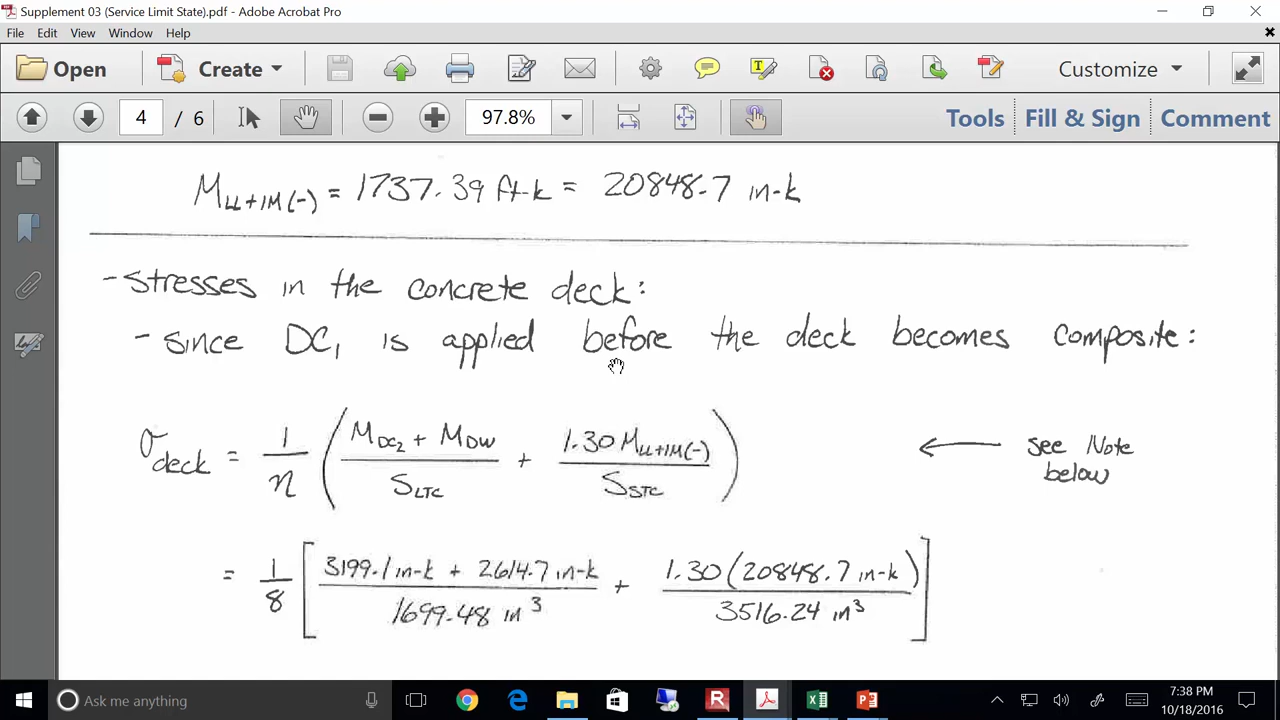 Supplement 03 (Service Limit State).pdf - Adobe Acrobat Pro
File Edit View Window Help
Open Create Customize
4 / 6 97.8% Tools Fill & Sign Comment
M_LL+IM(-) = 1737.39 ft-k = 20848.7 in-k
- Stresses in the concrete deck:
- since DC₁ is applied before the deck becomes composite:
σ_deck = 1/n ( (M_DC₂ + M_DW)/S_LTC + 1.30 M_LL+IM(-)/S_STC ) ← see Note below
= 1/8 [ (3199.1 in-k + 2614.7 in-k)/1699.48 in³ + 1.30(20848.7 in-k)/3516.24 in³ ]
Ask me anything
7:38 PM
10/18/2016